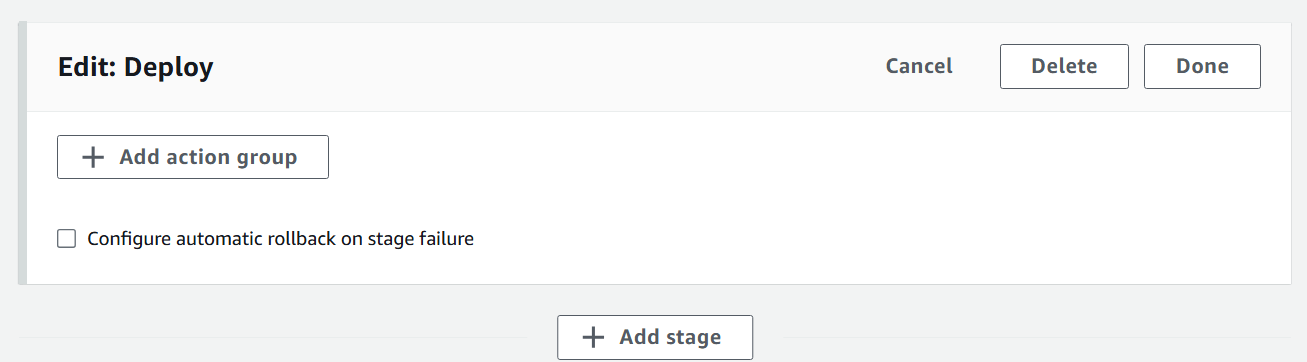 Edit: Deploy
Cancel
Delete
Done
Add action group
Configure automatic rollback on stage failure
Add stage